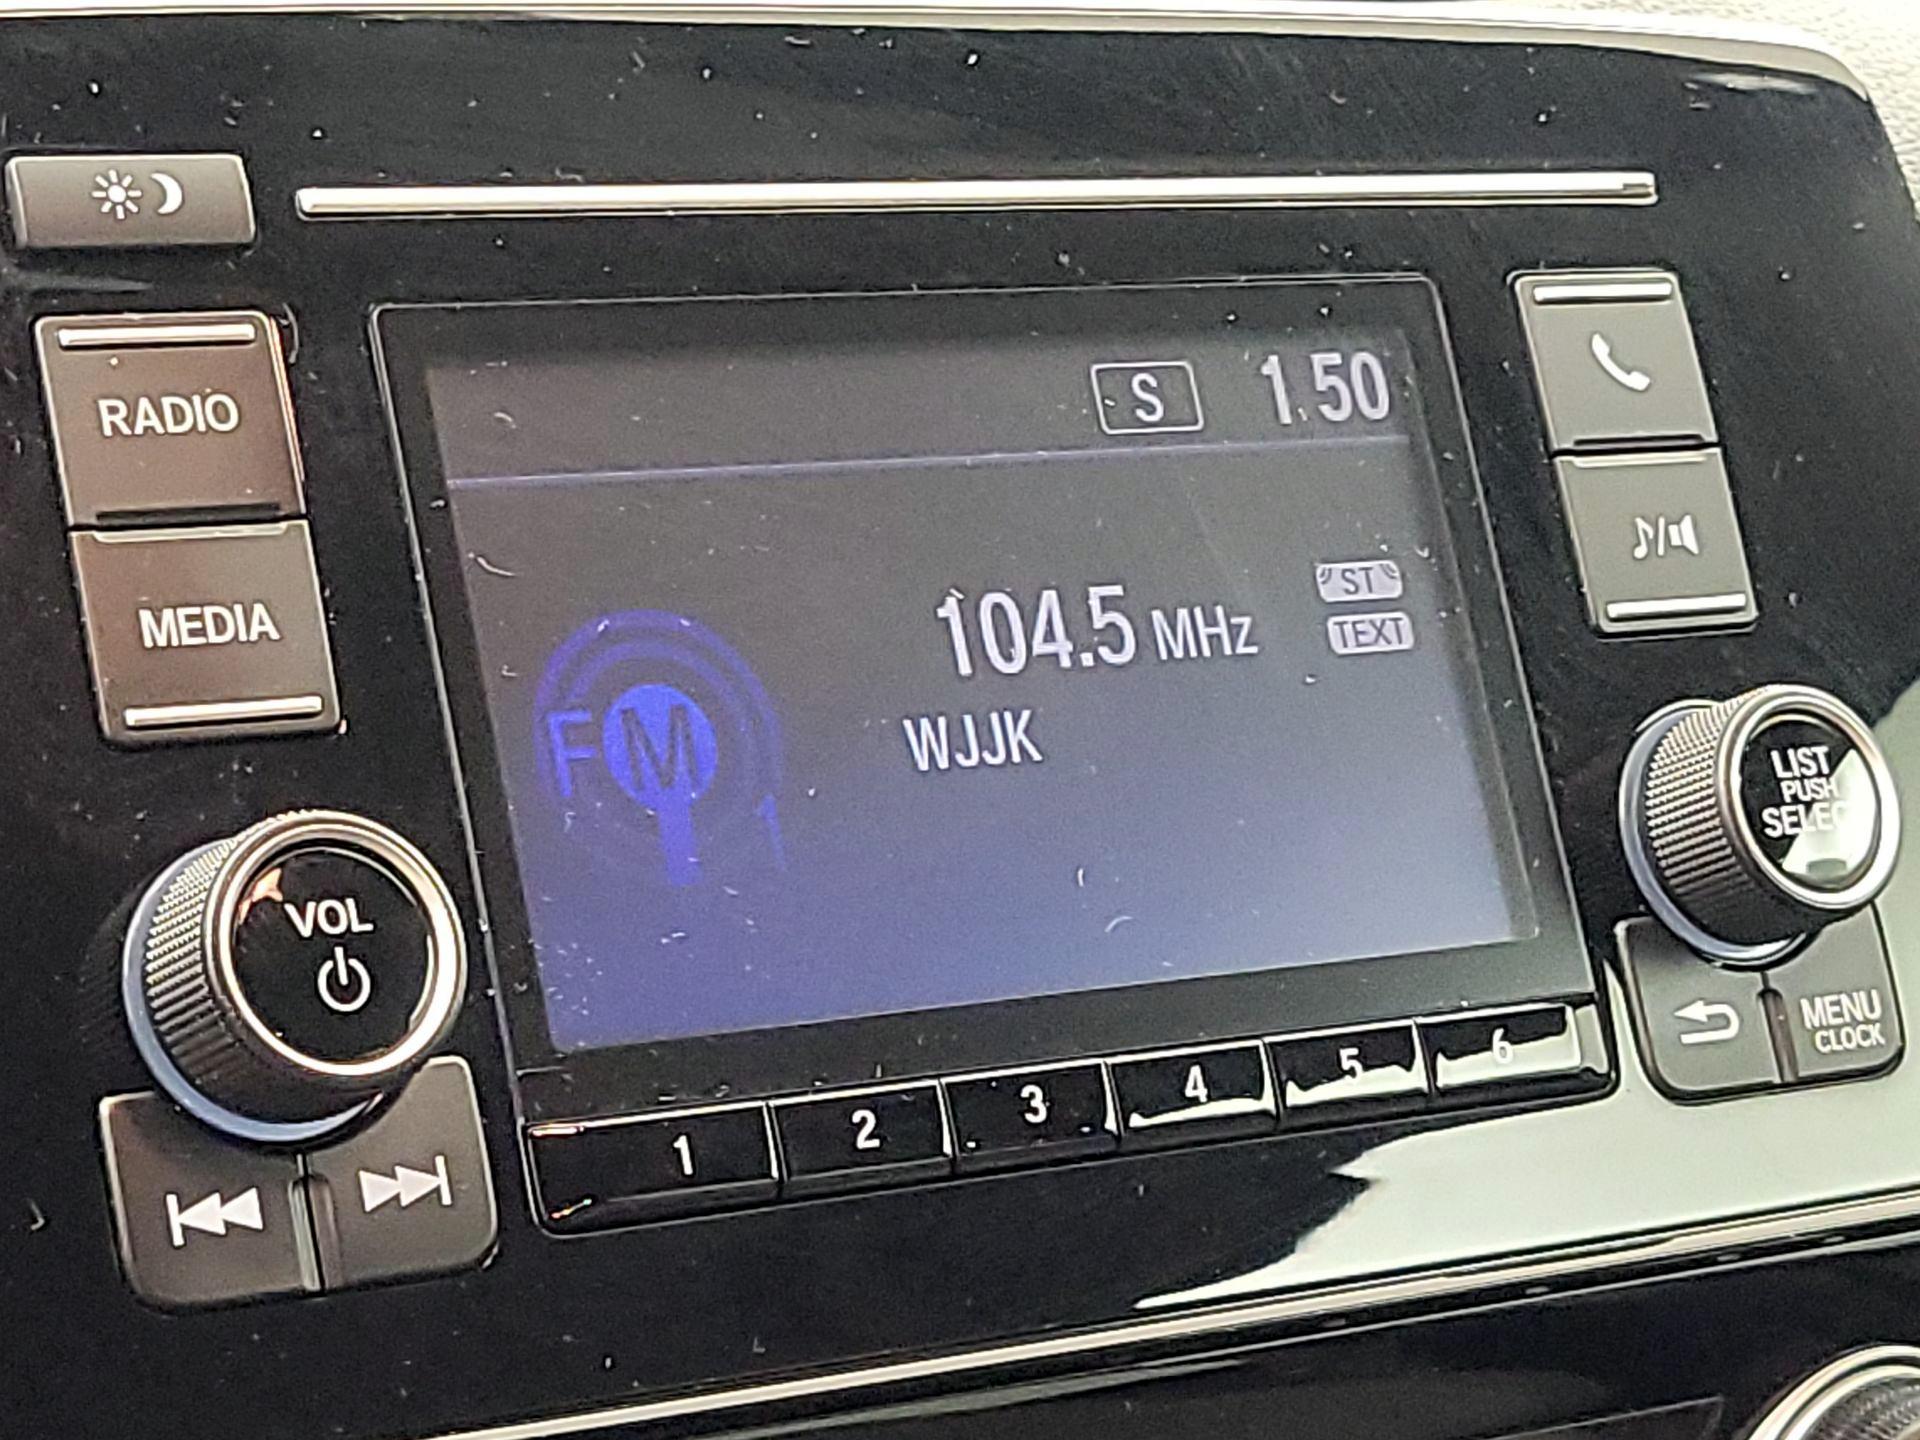 S 1:50
RADIO
MEDIA
104.5 MHz
ST
TEXT
FM
WJJK
VOL
LIST
PUSH
SELEC
MENU
CLOCK
1 2 3 4 5 6